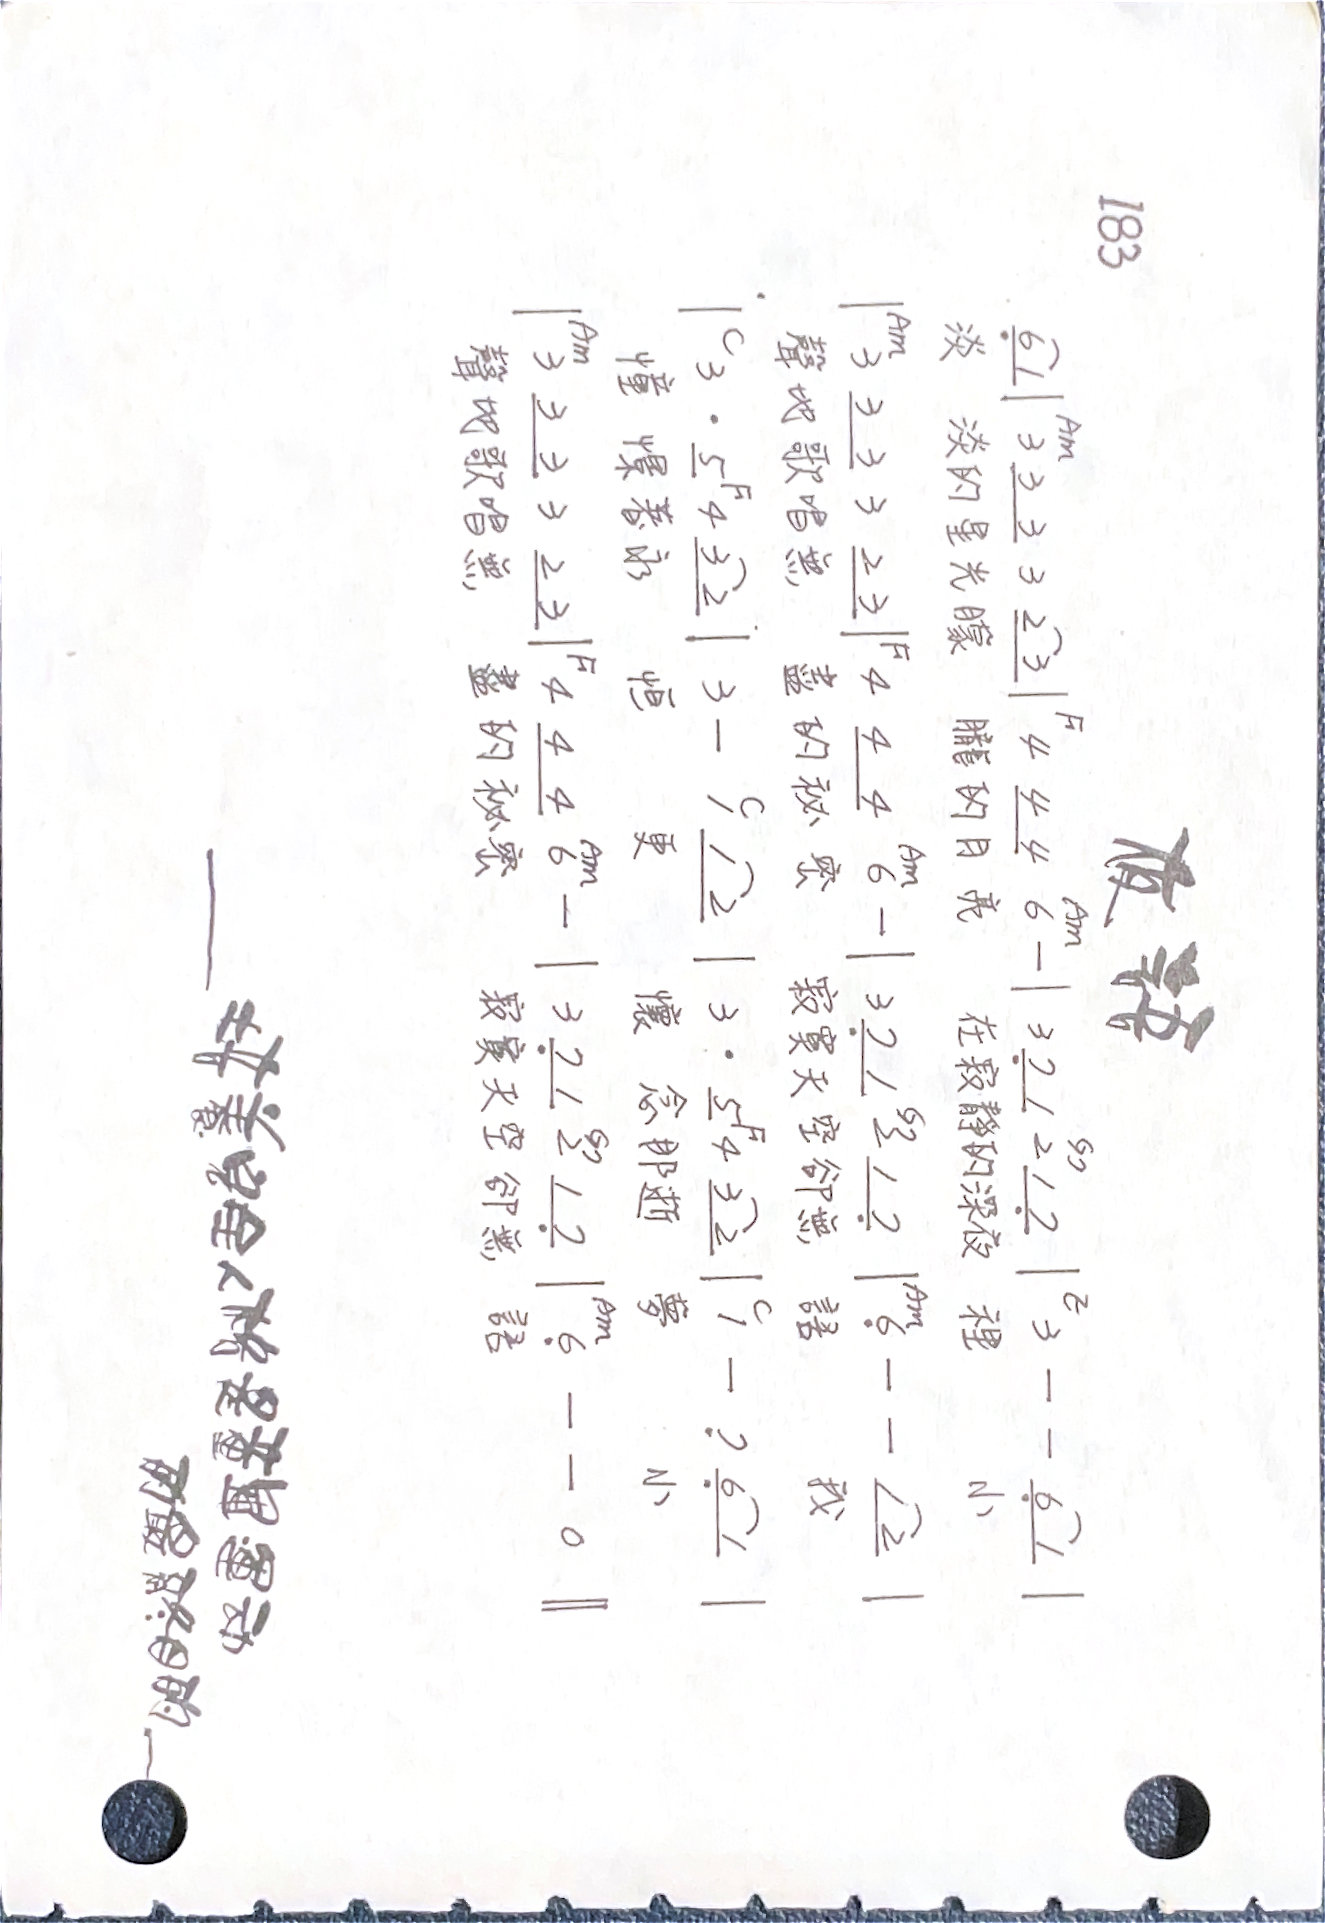 夜語
183
Am F Am G7 E
6 1 | 3 3 3 3 2 3 | 4 4 4 6 — | 3 7 1 2 1 7 | 3 — — 6 1 |
淡 淡的星光朦 朧的月亮 在寂靜的深夜 裡 小
Am F Am G7 Am
| 3 3 3 3 2 3 | 4 4 4 6 — | 3 7 1 2 1 7 | 6 — — 1 2 |
聲地歌唱無 盡的祕密 寂寞天空卻無 語 我
C F C F C
| 3 · 5 4 3 2 | 3 — 1 1 2 | 3 · 5 4 3 2 | 1 — 7 6 1 |
憧憬著永 恒 更 懷念那逝 夢 小
Am F Am G7 Am
| 3 3 3 3 2 3 | 4 4 4 6 — | 3 7 1 2 1 7 | 6 — — 0 ‖
聲地歌唱無 盡的祕密 寂寞天空卻無 語
——培養完全人格是童軍運动
的最終目的.—